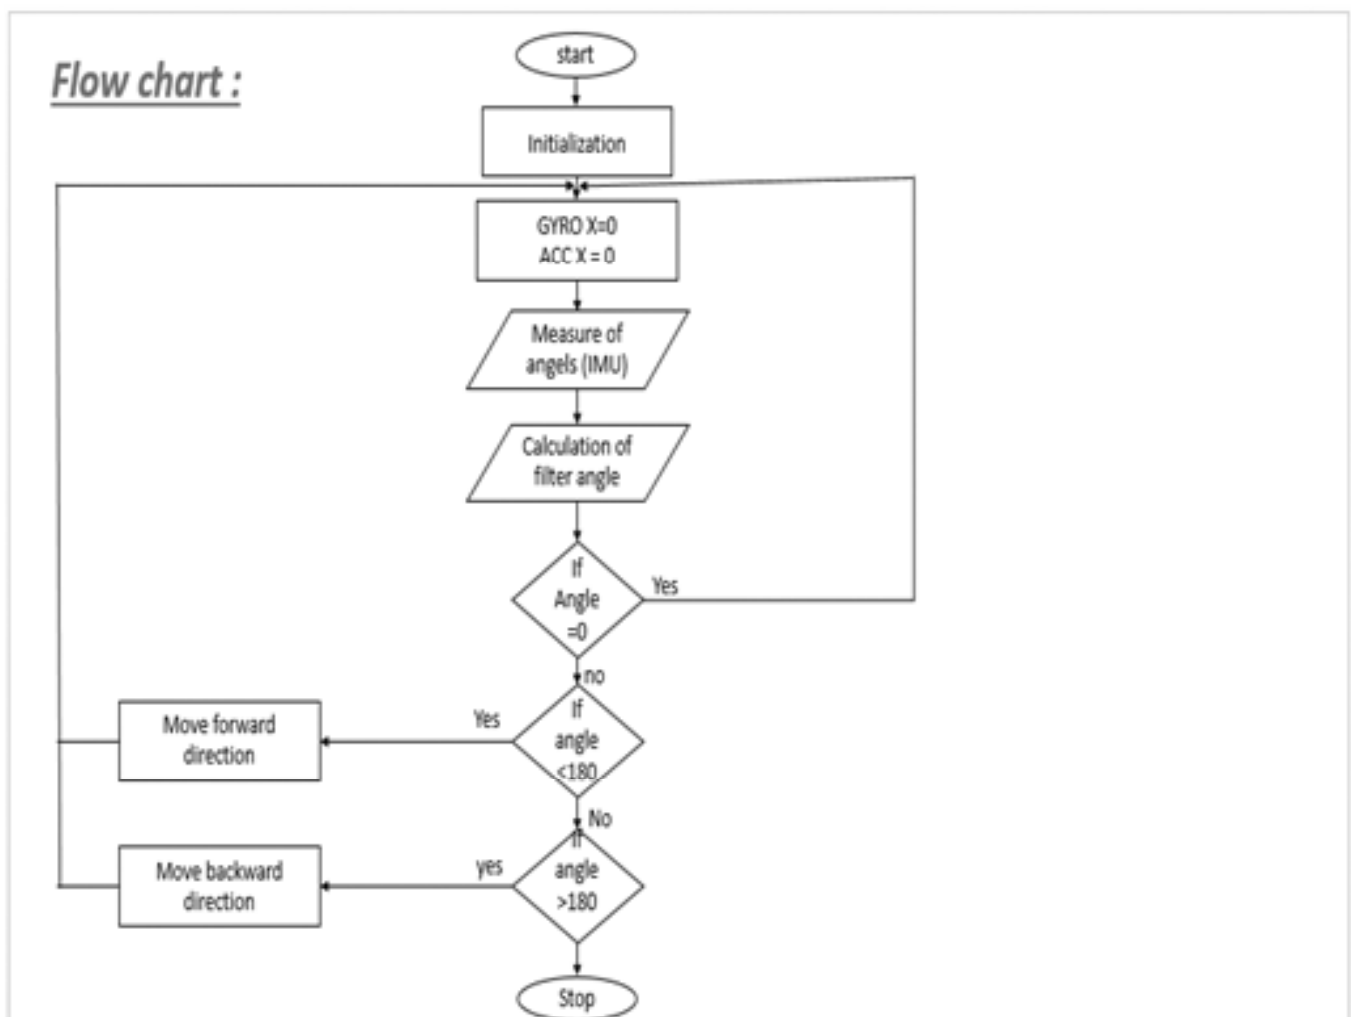 Flow chart :
start
Initialization
GYRO X=0
ACC X = 0
Measure of
angels (IMU)
Calculation of
filter angle
If
Angle
=0
Yes
no
If
angle
<180
Yes
Move forward
direction
No
If
angle
>180
yes
Move backward
direction
Stop